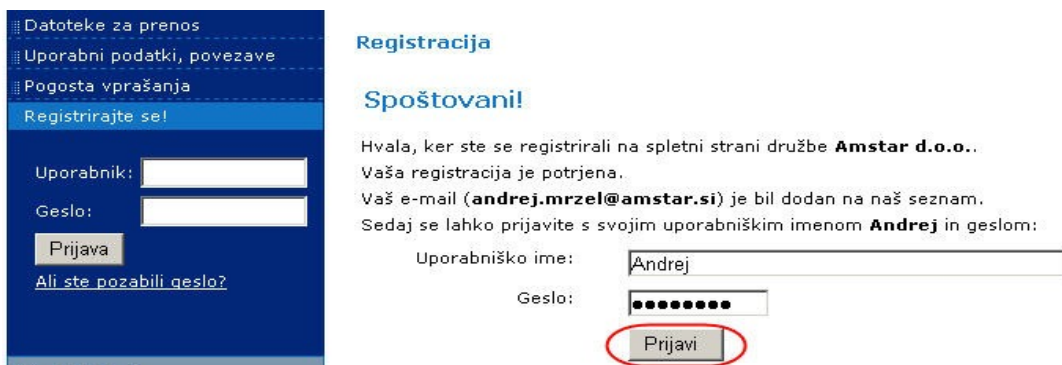 Datoteke za prenos
Uporabni podatki, povezave
Pogosta vprašanja
Registrirajte se!
Uporabnik:
Geslo:
Prijava
Ali ste pozabili geslo?
Registracija
Spoštovani!
Hvala, ker ste se registrirali na spletni strani družbe Amstar d.o.o..
Vaša registracija je potrjena.
Vaš e-mail (andrej.mrzel@amstar.si) je bil dodan na naš seznam.
Sedaj se lahko prijavite s svojim uporabniškim imenom Andrej in geslom:
Uporabniško ime: Andrej
Geslo: ●●●●●●●●
Prijavi